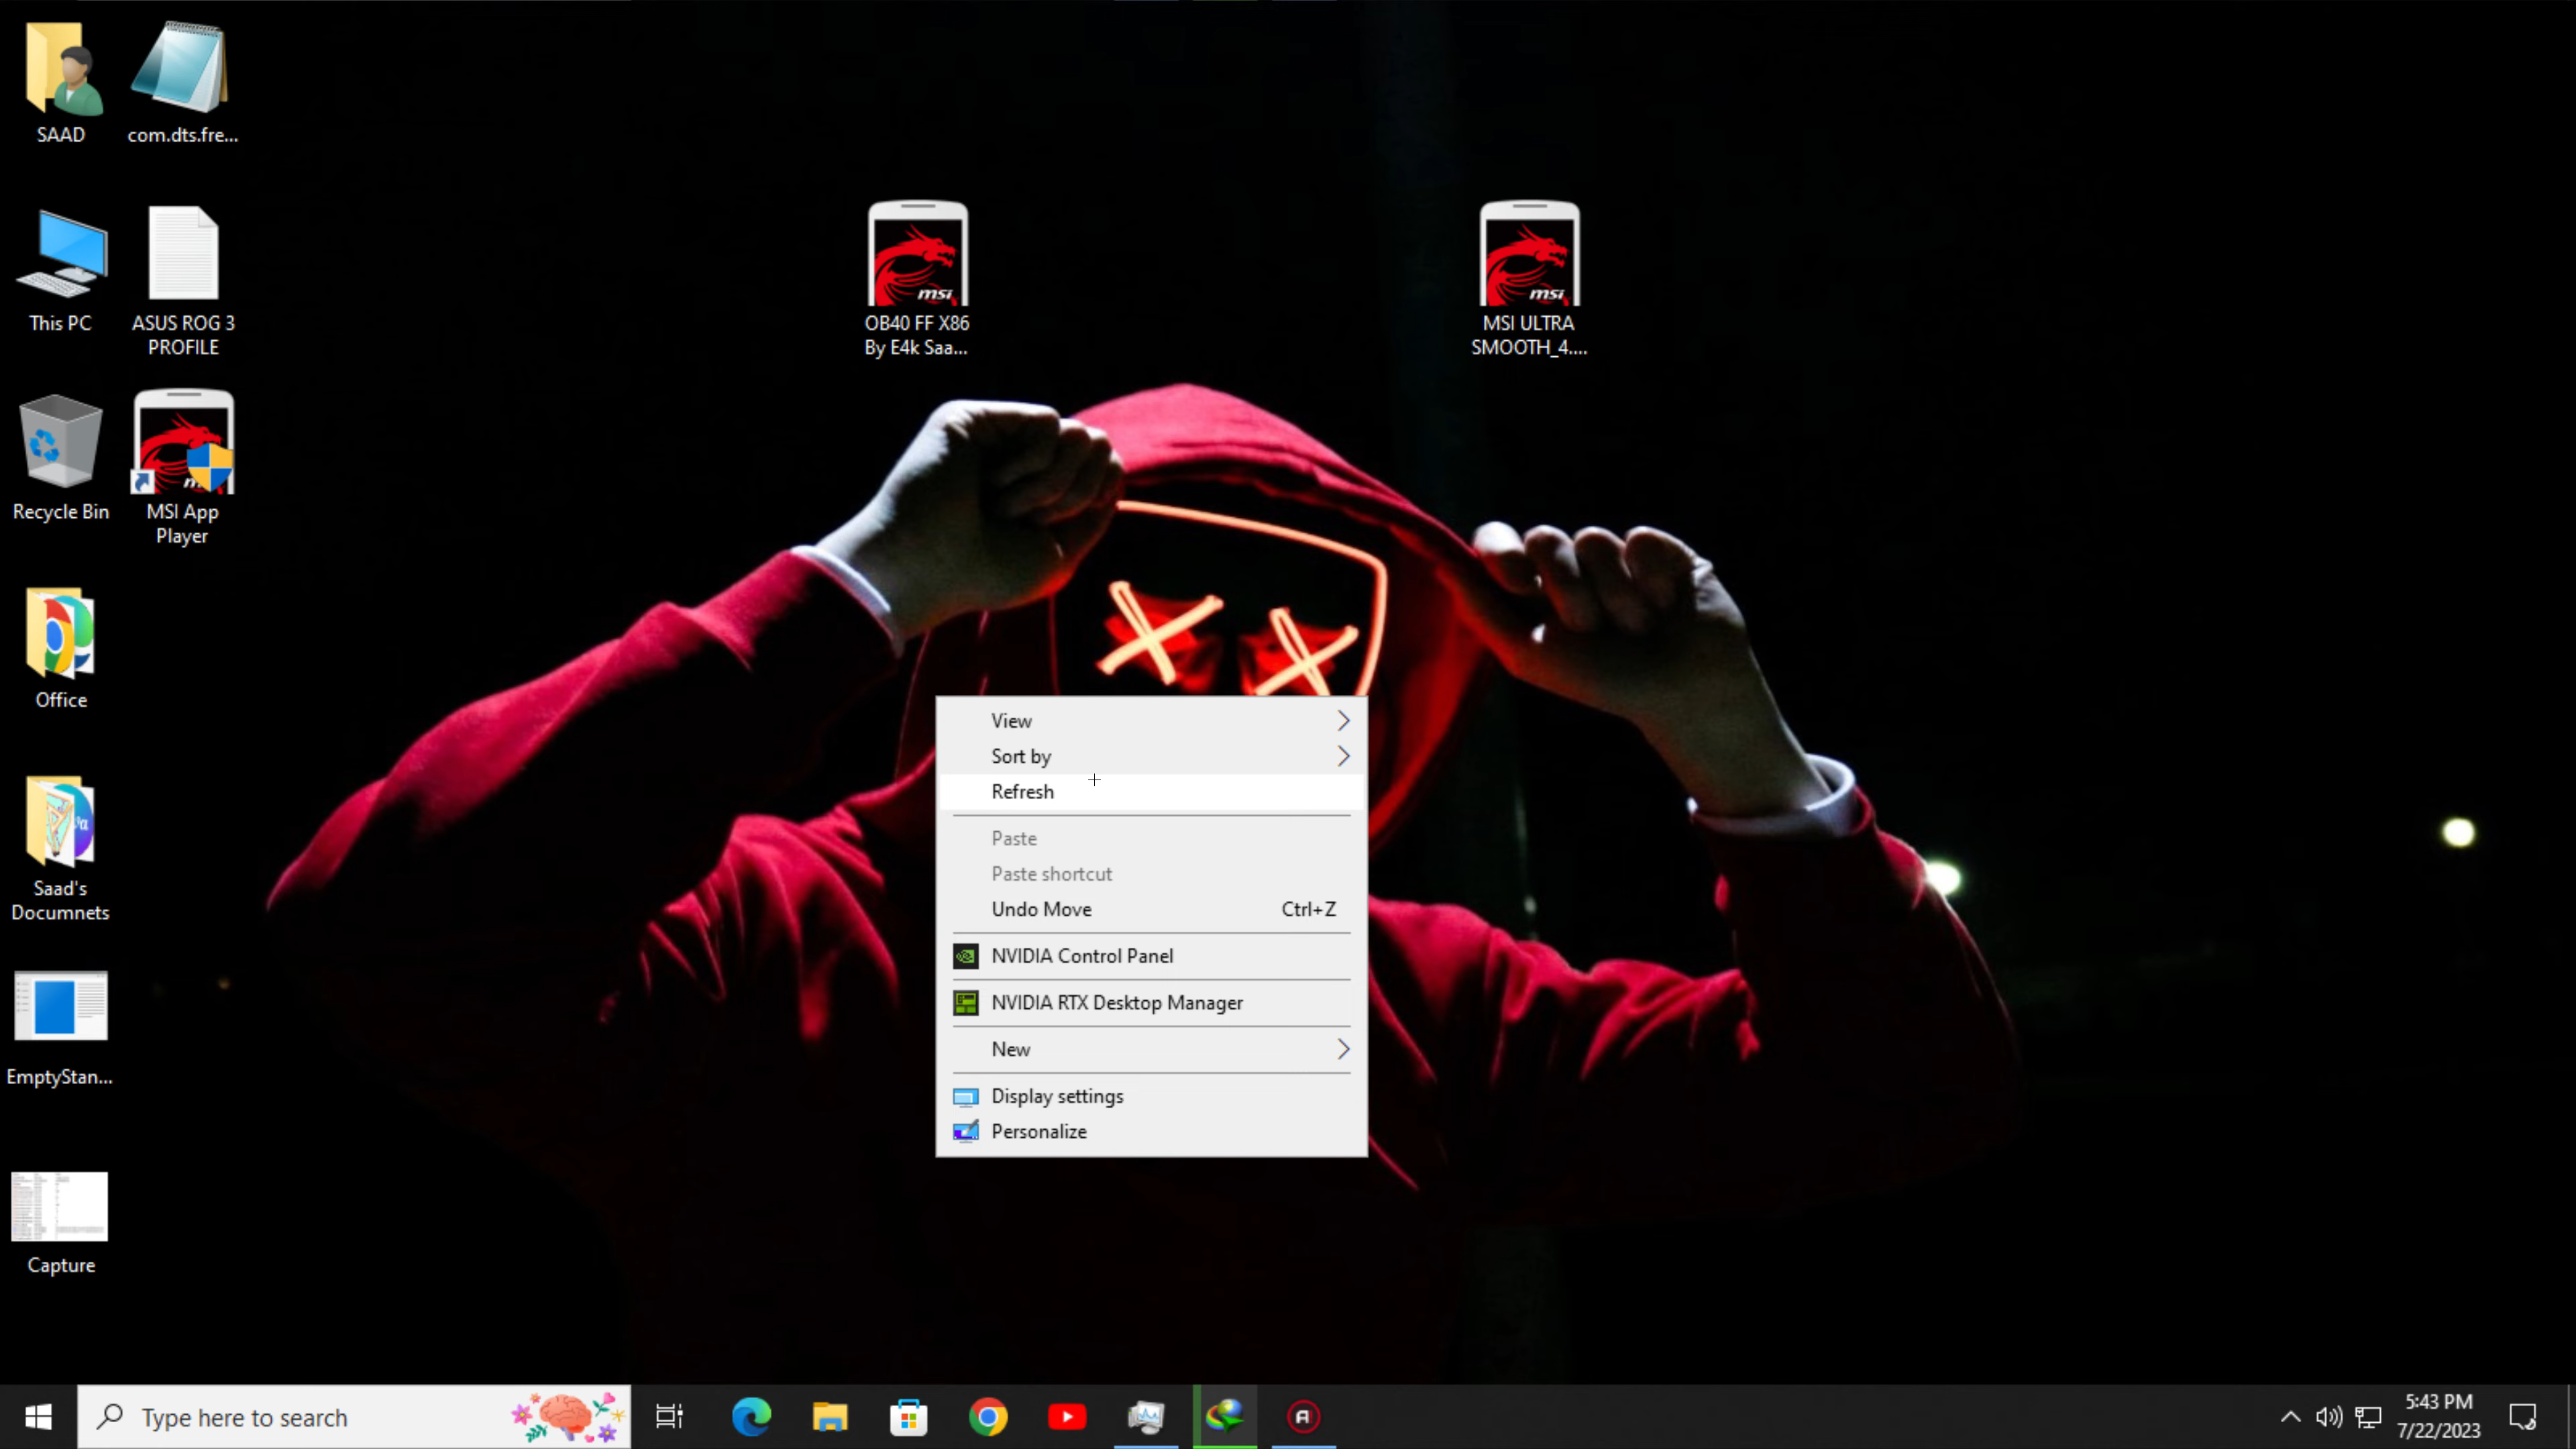 SAAD
com.dts.fre...
This PC
ASUS ROG 3
PROFILE
OB40 FF X86
By E4k Saa...
MSI ULTRA
SMOOTH_4....
msi
msi
Recycle Bin
MSI App
Player
Office
Saad's
Documnets
EmptyStan...
Capture
View
Sort by
Refresh
Paste
Paste shortcut
Undo Move Ctrl+Z
NVIDIA Control Panel
NVIDIA RTX Desktop Manager
New
Display settings
Personalize
Type here to search
5:43 PM
7/22/2023